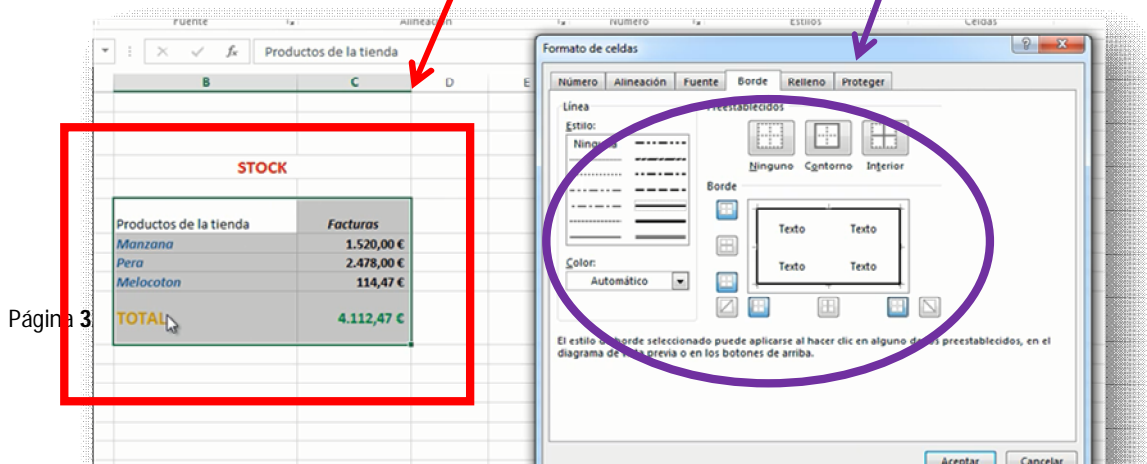 Fuente Alineación Número Estilos Celdas
fx Productos de la tienda
B C D E
STOCK
Productos de la tienda Facturas
Manzana 1.520,00 €
Pera 2.478,00 €
Melocoton 114,47 €
TOTAL 4.112,47 €
Página 3
Formato de celdas
Número Alineación Fuente Borde Relleno Proteger
Línea Preestablecidos
Estilo:
Ninguno
Ninguno Contorno Interior
Borde
Texto Texto
Texto Texto
Color:
Automático
El estilo de borde seleccionado puede aplicarse al hacer clic en alguno de los preestablecidos, en el
diagrama de vista previa o en los botones de arriba.
Aceptar Cancelar